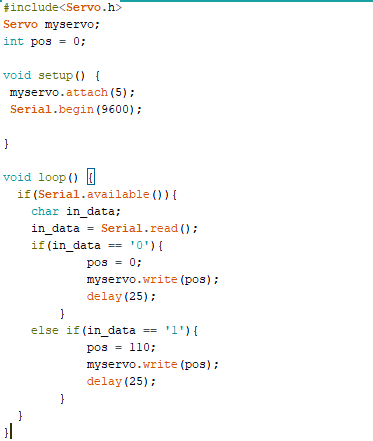 #include<Servo.h>
Servo myservo;
int pos = 0;
void setup() {
myservo.attach(5);
Serial.begin(9600);
}
void loop() {
if(Serial.available()){
char in_data;
in_data = Serial.read();
if(in_data == '0'){
pos = 0;
myservo.write(pos);
delay(25);
}
else if(in_data == '1'){
pos = 110;
myservo.write(pos);
delay(25);
}
}
}